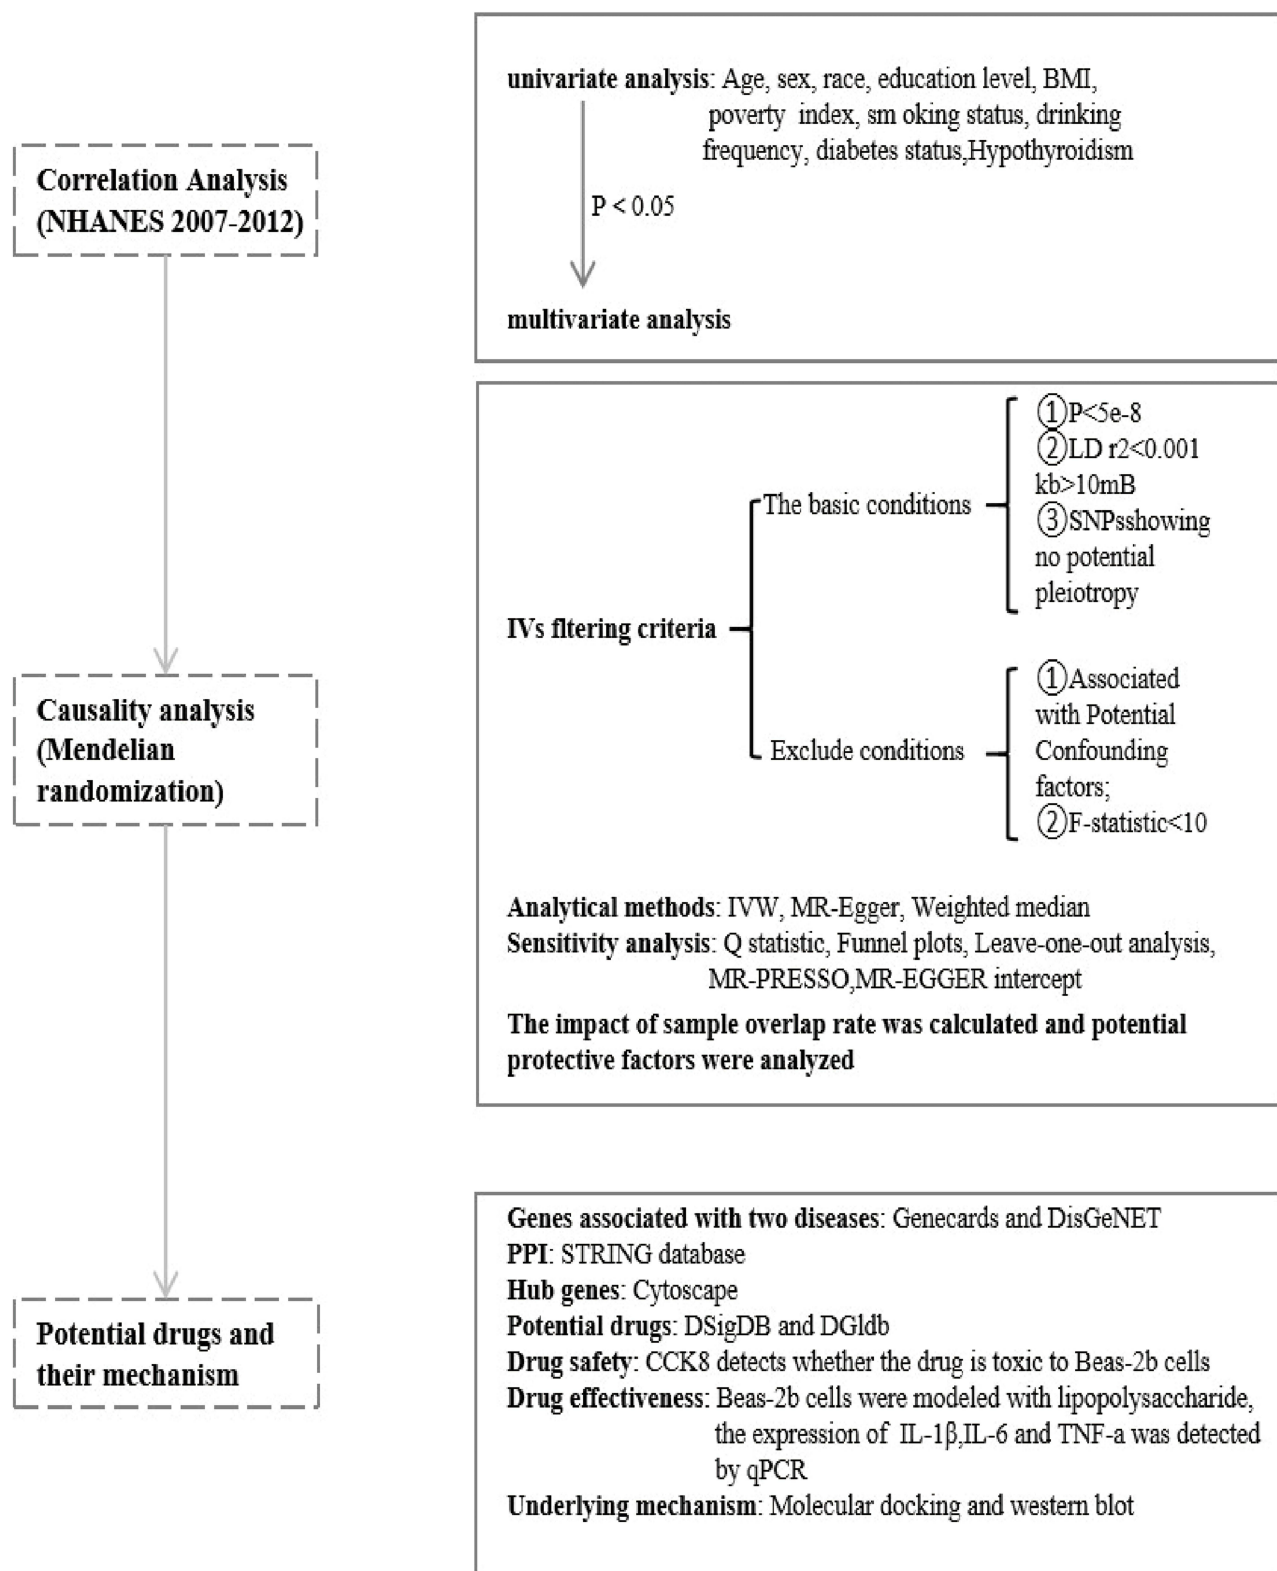 Correlation Analysis
(NHANES 2007-2012)
univariate analysis: Age, sex, race, education level, BMI,
poverty index, sm oking status, drinking
frequency, diabetes status,Hypothyroidism
P < 0.05
multivariate analysis
Causality analysis
(Mendelian
randomization)
IVs fltering criteria
The basic conditions
①P<5e-8
②LD r2<0.001
kb>10mB
③SNPsshowing
no potential
pleiotropy
Exclude conditions
①Associated
with Potential
Confounding
factors;
②F-statistic<10
Analytical methods: IVW, MR-Egger, Weighted median
Sensitivity analysis: Q statistic, Funnel plots, Leave-one-out analysis,
MR-PRESSO,MR-EGGER intercept
The impact of sample overlap rate was calculated and potential
protective factors were analyzed
Potential drugs and
their mechanism
Genes associated with two diseases: Genecards and DisGeNET
PPI: STRING database
Hub genes: Cytoscape
Potential drugs: DSigDB and DGldb
Drug safety: CCK8 detects whether the drug is toxic to Beas-2b cells
Drug effectiveness: Beas-2b cells were modeled with lipopolysaccharide,
the expression of IL-1β,IL-6 and TNF-a was detected
by qPCR
Underlying mechanism: Molecular docking and western blot